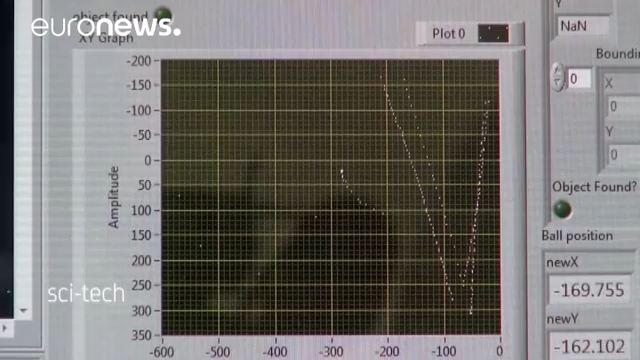 object found
euronews.
XY Graph
Plot 0
Amplitude
-200
-150
-100
-50
0
50
100
150
200
250
300
350
-600
-500
-400
-300
-200
-100
0
Y
NaN
0
X
0
Y
0
Object Found?
Ball position
newX
-169.755
newY
-162.102
sci-tech